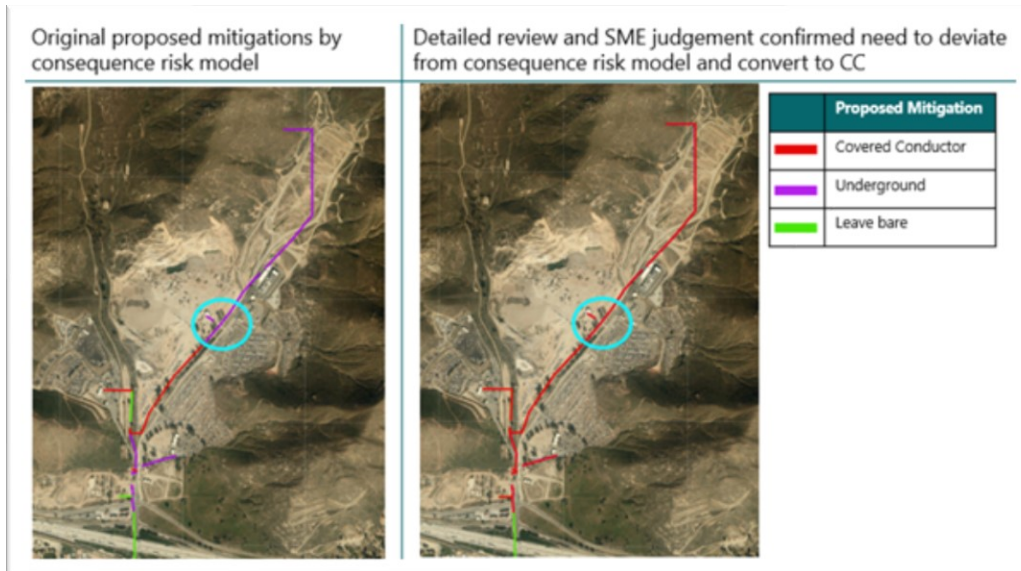 Original proposed mitigations by
consequence risk model
Detailed review and SME judgement confirmed need to deviate
from consequence risk model and convert to CC
Proposed Mitigation
Covered Conductor
Underground
Leave bare